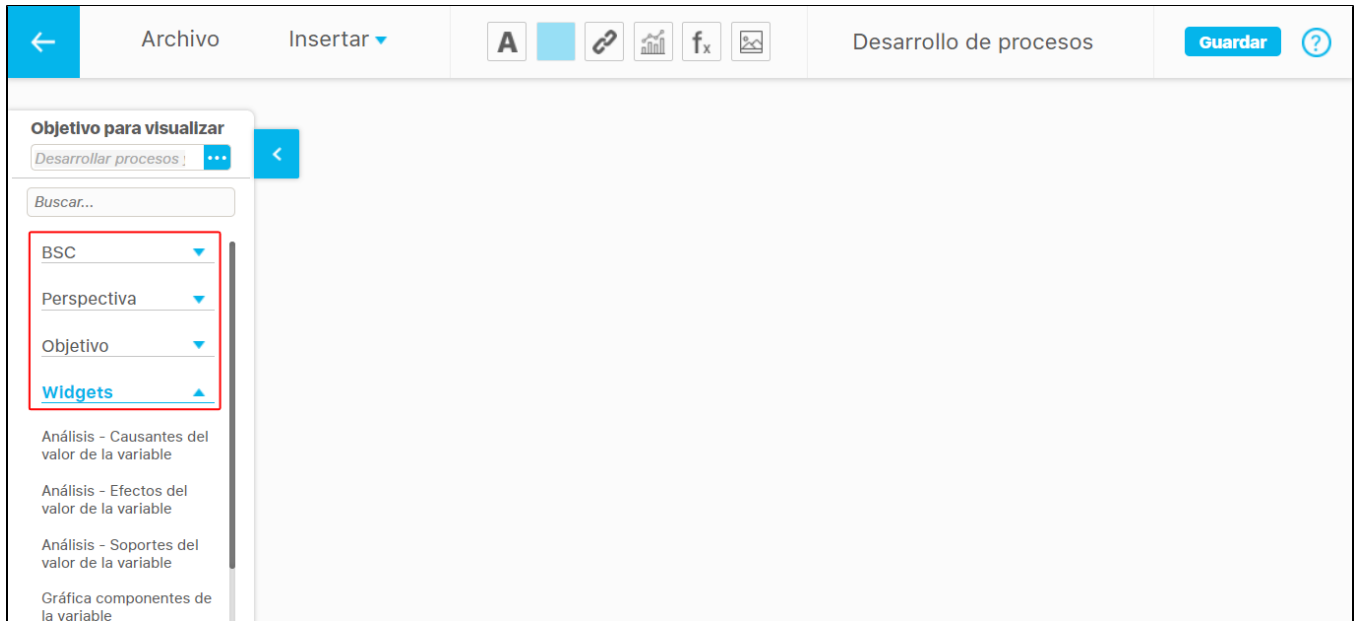 Archivo
Insertar
A
fx
Desarrollo de procesos
Guardar
?
Objetivo para visualizar
Desarrollar procesos
...
Buscar...
BSC
Perspectiva
Objetivo
Widgets
Análisis - Causantes del
valor de la variable
Análisis - Efectos del
valor de la variable
Análisis - Soportes del
valor de la variable
Gráfica componentes de
la variable